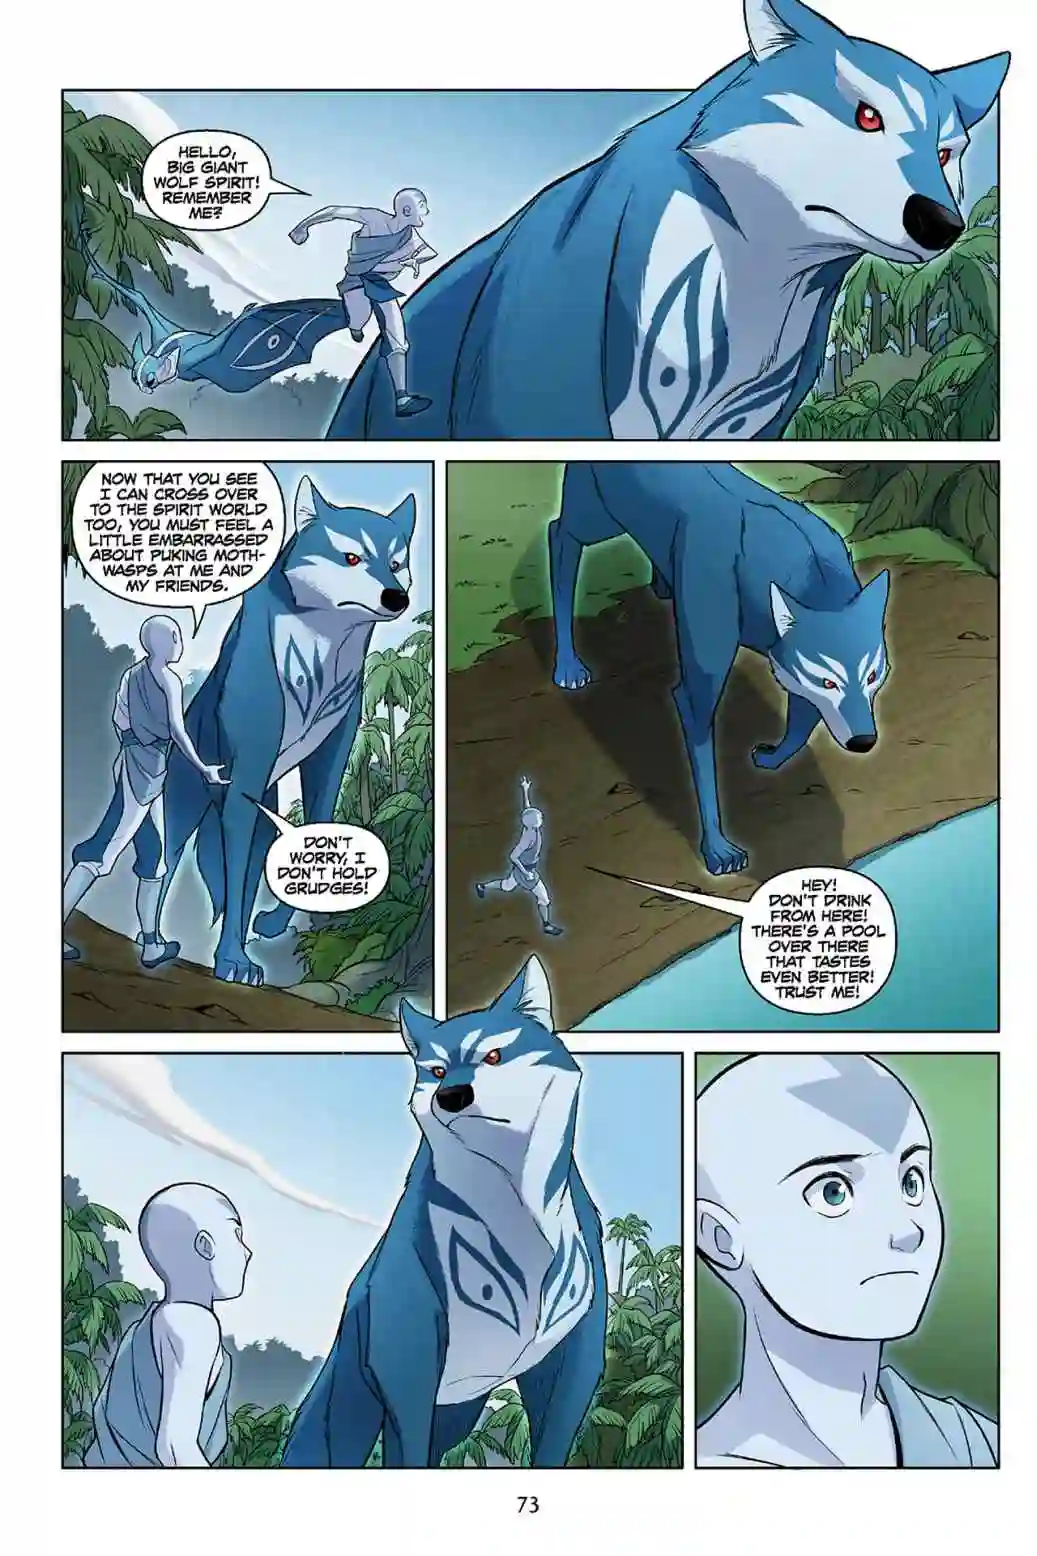 HELLO,
BIG GIANT
WOLF SPIRIT!
REMEMBER
ME?
NOW THAT YOU SEE
I CAN CROSS OVER
TO THE SPIRIT WORLD
TOO, YOU MUST FEEL A
LITTLE EMBARRASSED
ABOUT PUKING MOTH-
WASPS AT ME AND
MY FRIENDS.
DON'T
WORRY, I
DON'T HOLD
GRUDGES!
HEY!
DON'T DRINK
FROM HERE!
THERE'S A POOL
OVER THERE
THAT TASTES
EVEN BETTER!
TRUST ME!
73